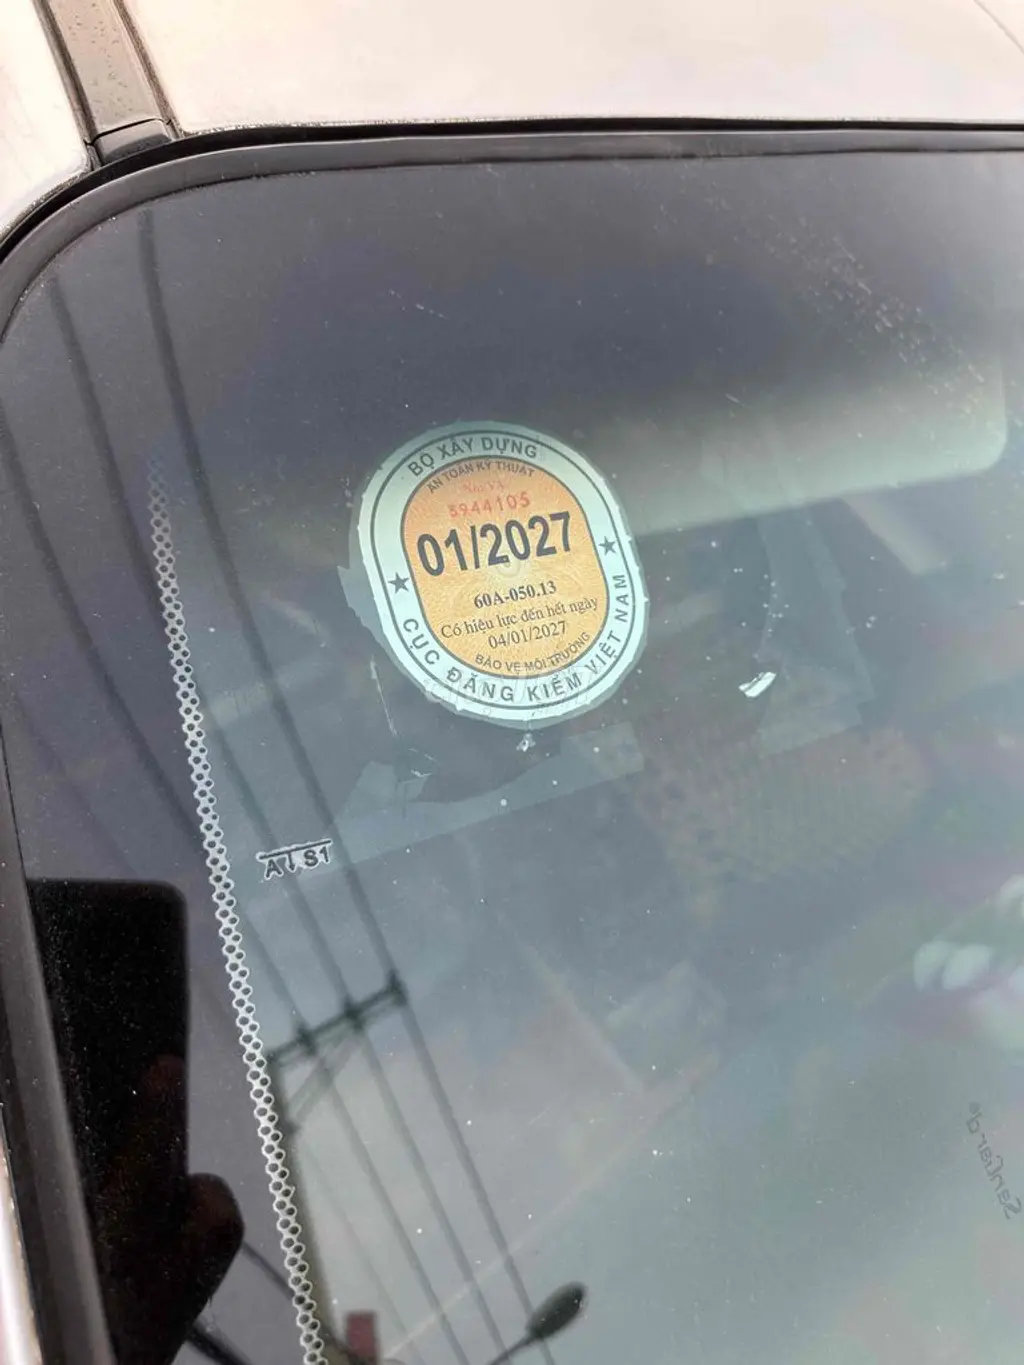 BỘ XÂY DỰNG
AN TOÀN KỸ THUẬT
5944105
01/2027
60A-050.13
Có hiệu lực đến hết ngày
04/01/2027
BẢO VỆ MÔI TRƯỜNG
CỤC ĐĂNG KIỂM VIỆT NAM
A↓S1